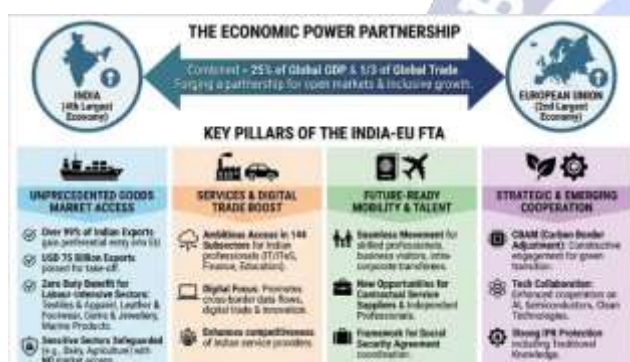 THE ECONOMIC POWER PARTNERSHIP
INDIA
(4th Largest
Economy)
Combined = 25% of Global GDP & 1/3 of Global Trade
Forging a partnership for open markets & inclusive growth.
EUROPEAN UNION
(2nd Largest
Economy)
KEY PILLARS OF THE INDIA-EU FTA
UNPRECEDENTED GOODS
MARKET ACCESS
Over 99% of Indian Exports
gain preferential entry into EU
USD 75 Billion Exports
poised for take-off.
Zero Duty Benefit for
Labour-Intensive Sectors:
Textiles & Apparel, Leather &
Footwear, Gems & Jewellery,
Marine Products.
Sensitive Sectors Safeguarded
(e.g., Dairy, Agriculture) with
NO market access
SERVICES & DIGITAL
TRADE BOOST
Ambitious Access in 144
Subsectors for Indian
professionals (IT/ITeS,
Finance, Education).
Digital Focus: Promotes
cross-border data flows,
digital trade & innovation.
Enhances competitiveness
of Indian service providers.
FUTURE-READY
MOBILITY & TALENT
Seamless Movement for
skilled professionals,
business visitors, intra-
corporate transferees.
New Opportunities for
Contractual Service
Suppliers & Independent
Professionals.
Framework for Social
Security Agreement
coordination.
STRATEGIC & EMERGING
COOPERATION
CBAM (Carbon Border
Adjustment): Constructive
engagement for green
transition.
Tech Collaboration:
Enhanced cooperation on
AI, Semiconductors, Clean
Technologies.
Strong IPR Protection
including Traditional
Knowledge.